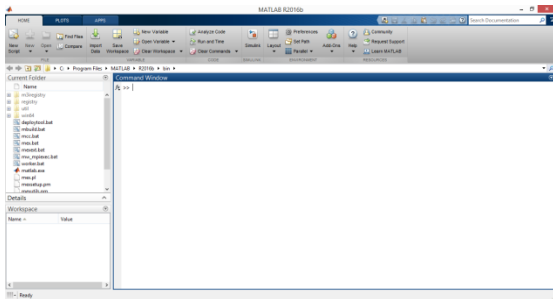 MATLAB R2016b
HOME PLOTS APPS
Search Documentation
New Script
New
Open
Find Files
Compare
Import Data
Save Workspace
New Variable
Open Variable
Clear Workspace
Analyze Code
Run and Time
Clear Commands
Simulink
Layout
Preferences
Set Path
Parallel
Add-Ons
Help
Community
Request Support
Learn MATLAB
FILE VARIABLE CODE SIMULINK ENVIRONMENT RESOURCES
C: Program Files MATLAB R2016b bin
Current Folder
Command Window
Name
fx >>
m3iregistry
registry
util
win64
deploytool.bat
mbuild.bat
mcc.bat
mex.bat
mexext.bat
mw_mpiexec.bat
worker.bat
matlab.exe
mex.pl
mexsetup.pm
mexutils.pm
Details
Workspace
Name Value
Ready